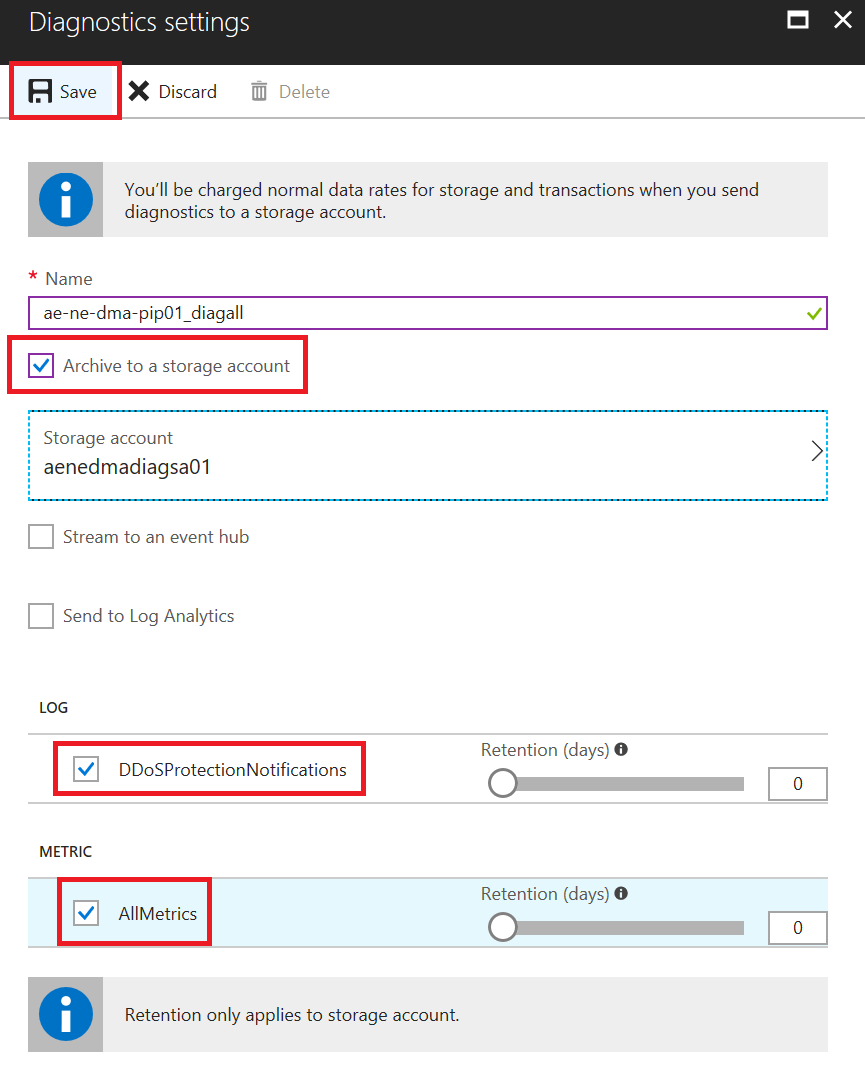 Diagnostics settings
Save
Discard
Delete
You'll be charged normal data rates for storage and transactions when you send
diagnostics to a storage account.
* Name
ae-ne-dma-pip01_diagall
Archive to a storage account
Storage account
aenedmadiagsa01
Stream to an event hub
Send to Log Analytics
LOG
DDoSProtectionNotifications
Retention (days)
0
METRIC
AllMetrics
Retention (days)
0
Retention only applies to storage account.